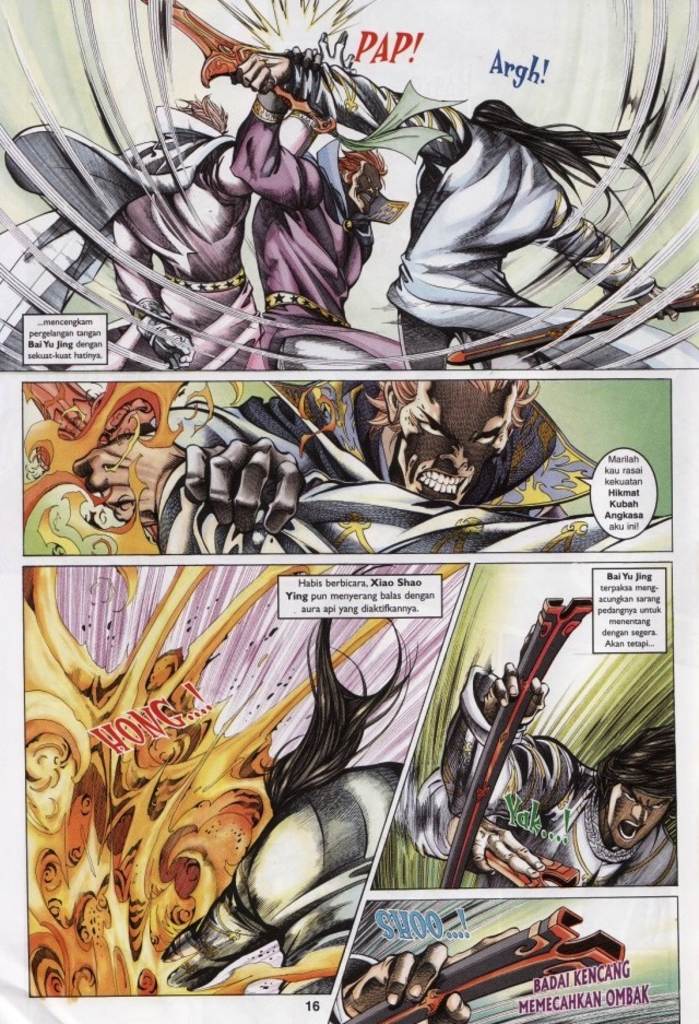 PAP!
Argh!
...mencengkam
pergelangan tangan
Bai Yu Jing dengan
sekuat-kuat hatinya.
Marilah
kau rasai
kekuatan
Hikmat
Kubah
Angkasa
aku ini!
Habis berbicara, Xiao Shao
Ying pun menyerang balas dengan
aura api yang diaktifkannya.
HONG...!
Bai Yu Jing
terpaksa meng-
acungkan sarang
pedangnya untuk
menentang
dengan segera.
Akan tetapi...
Yak...!
SHOO...!
BADAI KENCANG
MEMECAHKAN OMBAK
16